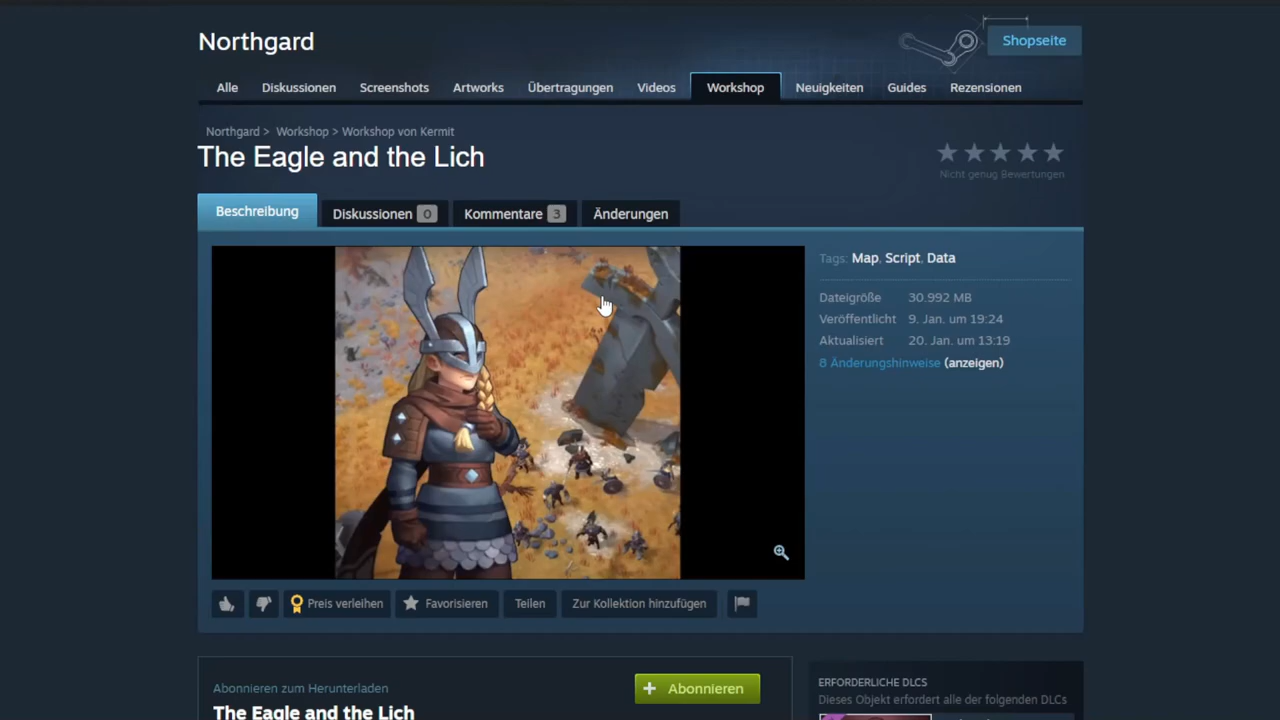 Northgard
Shopseite
Alle Diskussionen Screenshots Artworks Übertragungen Videos Workshop Neuigkeiten Guides Rezensionen
Northgard > Workshop > Workshop von Kermit
The Eagle and the Lich
Nicht genug Bewertungen
Beschreibung Diskussionen 0 Kommentare 3 Änderungen
Tags: Map, Script, Data
Dateigröße 30.992 MB
Veröffentlicht 9. Jan. um 19:24
Aktualisiert 20. Jan. um 13:19
8 Änderungshinweise (anzeigen)
Preis verleihen Favorisieren Teilen Zur Kollektion hinzufügen
Abonnieren zum Herunterladen
The Eagle and the Lich
Abonnieren
ERFORDERLICHE DLCS
Dieses Objekt erfordert alle der folgenden DLCs